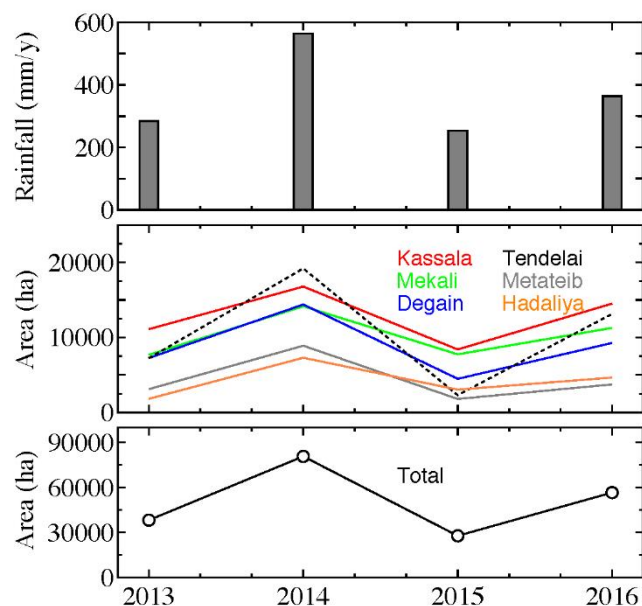 Rainfall (mm/y)
600
400
200
0
Area (ha)
20000
10000
0
Kassala Tendelai
Mekali Metateib
Degain Hadaliya
Area (ha)
90000
60000
30000
0
Total
2013 2014 2015 2016